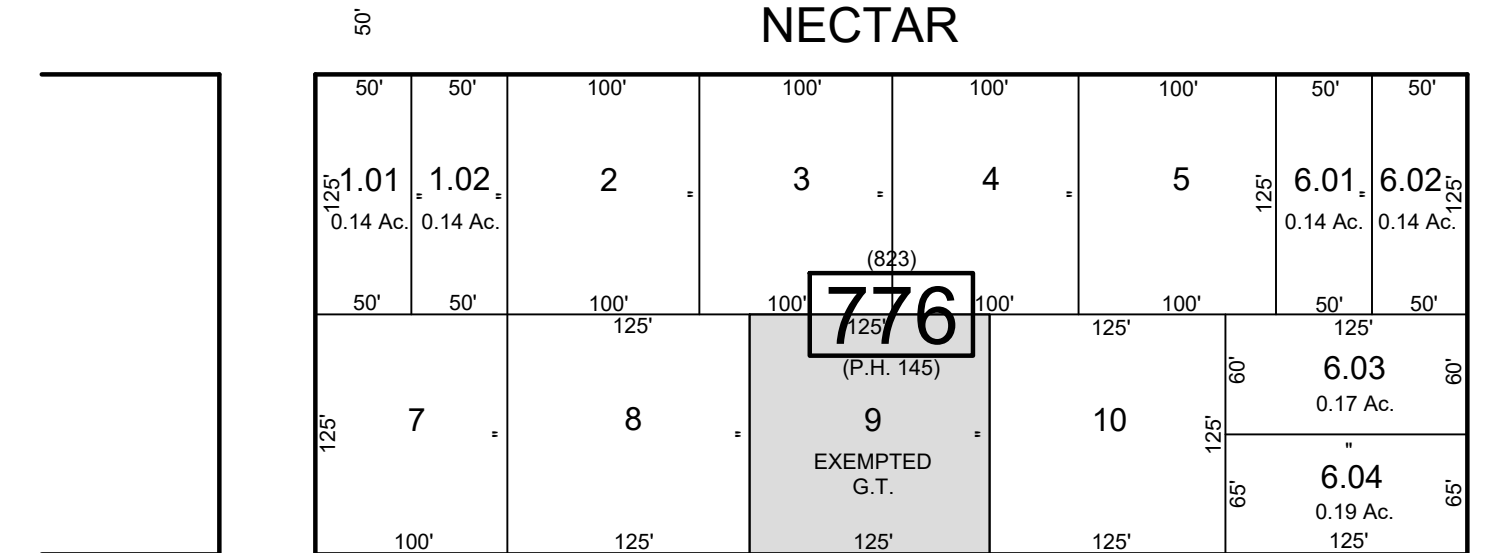 50'
NECTAR
50' 50' 100' 100' 100' 100' 50' 50'
125' 1.01 " 1.02 " 2 " 3 " 4 " 5 125' 6.01 " 6.02 125'
0.14 Ac. 0.14 Ac. 0.14 Ac. 0.14 Ac.
(823)
50' 50' 100' 100' 776 100' 100' 50' 50'
125' 125' 125' 125'
(P.H. 145)
60' 6.03 60'
0.17 Ac.
125' 7 " 8 " 9 " 10 125'
"
EXEMPTED
G.T.
65' 6.04 65'
0.19 Ac.
100' 125' 125' 125' 125'